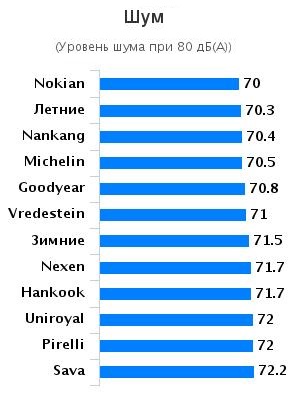 Шум
(Уровень шума при 80 дБ(А))
Nokian 70
Летние 70.3
Nankang 70.4
Michelin 70.5
Goodyear 70.8
Vredestein 71
Зимние 71.5
Nexen 71.7
Hankook 71.7
Uniroyal 72
Pirelli 72
Sava 72.2